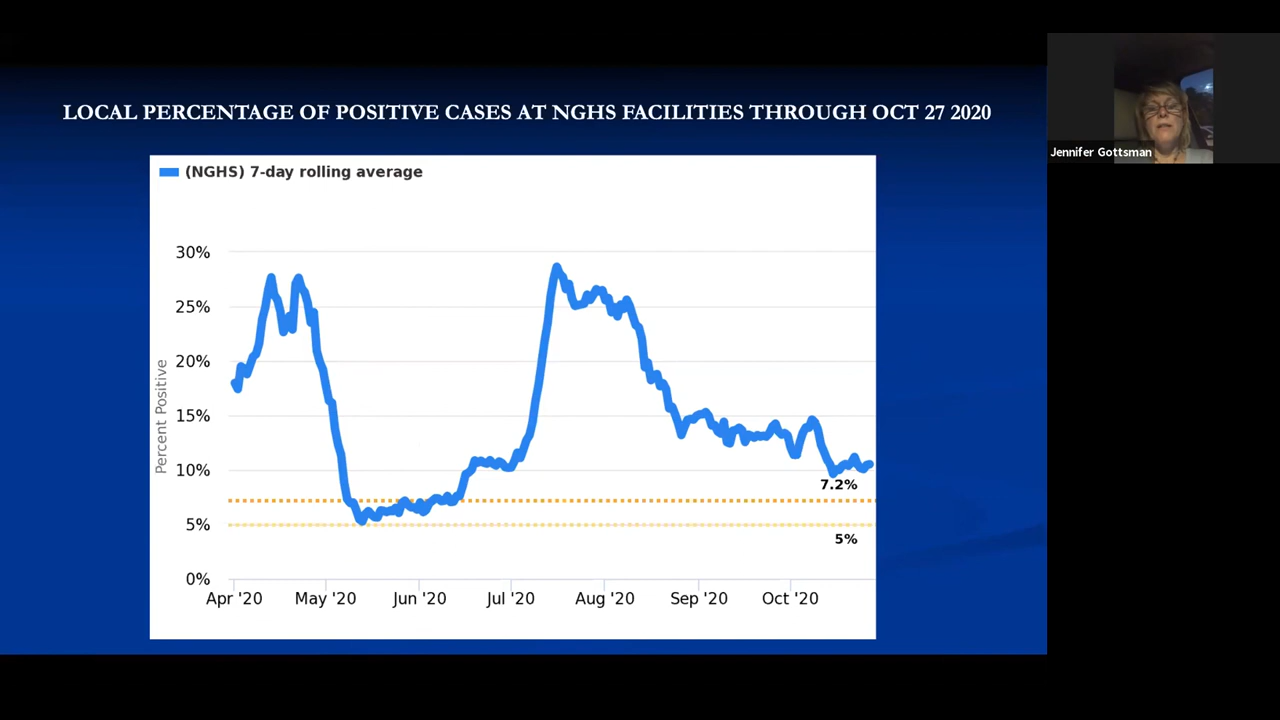 LOCAL PERCENTAGE OF POSITIVE CASES AT NGHS FACILITIES THROUGH OCT 27 2020
Jennifer Gottsman
(NGHS) 7-day rolling average
Percent Positive
30%
25%
20%
15%
10%
5%
0%
7.2%
5%
Apr '20 May '20 Jun '20 Jul '20 Aug '20 Sep '20 Oct '20